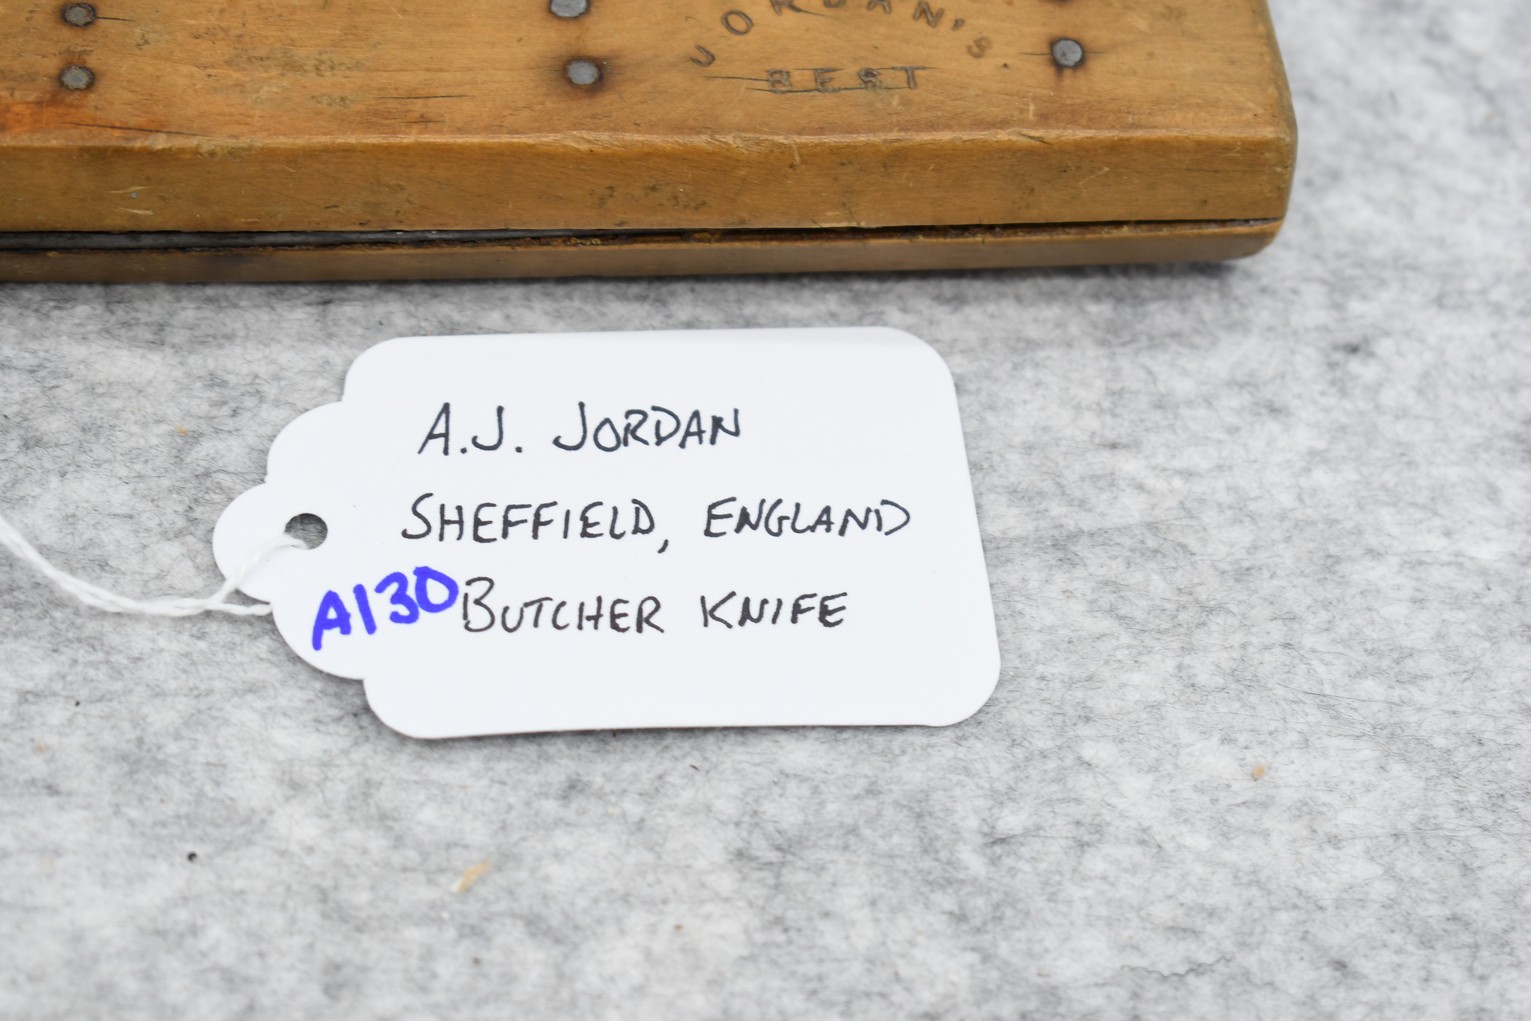 JORDAN'S
BEST
A.J. JORDAN
SHEFFIELD, ENGLAND
A130 BUTCHER KNIFE